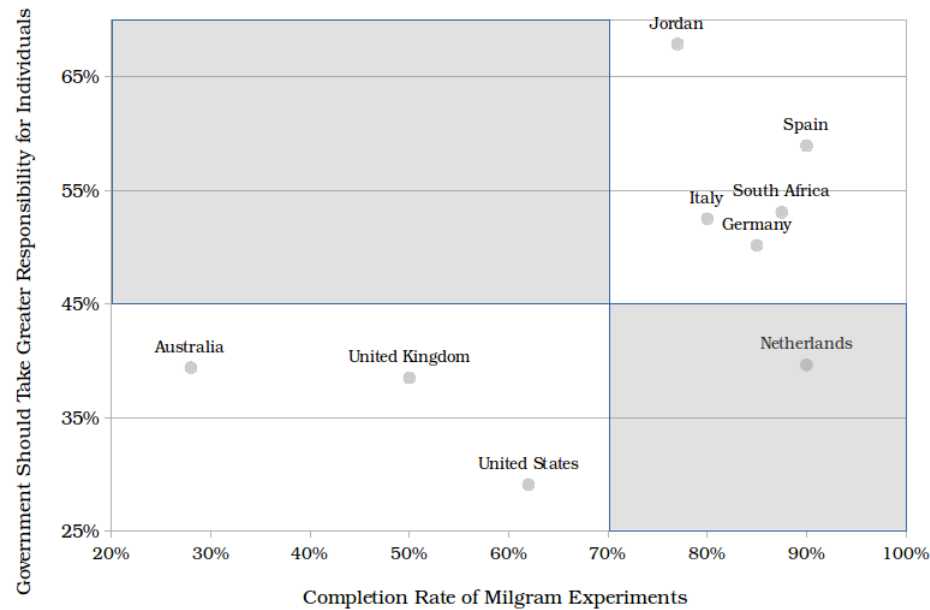 Government Should Take Greater Responsibility for Individuals
Jordan
65%
Spain
55%
South Africa
Italy
Germany
45%
Australia
United Kingdom
Netherlands
35%
United States
25%
20% 30% 40% 50% 60% 70% 80% 90% 100%
Completion Rate of Milgram Experiments